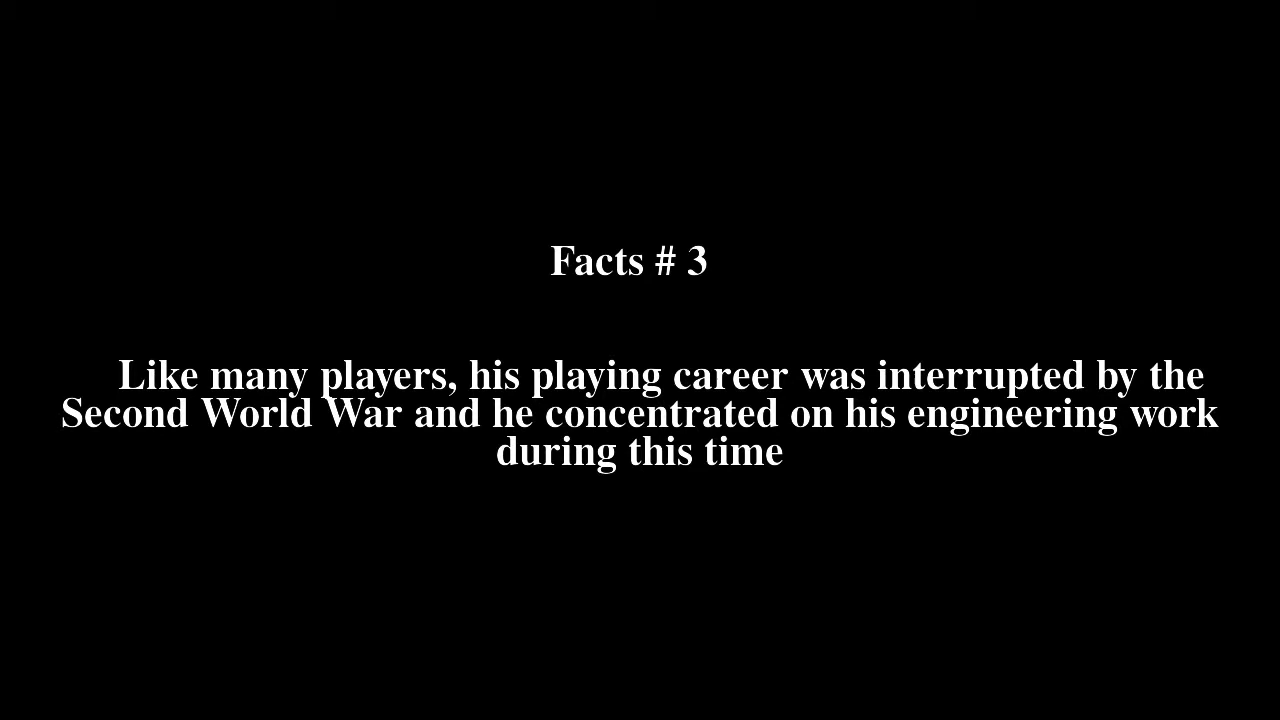 Facts # 3
Like many players, his playing career was interrupted by the
Second World War and he concentrated on his engineering work
during this time